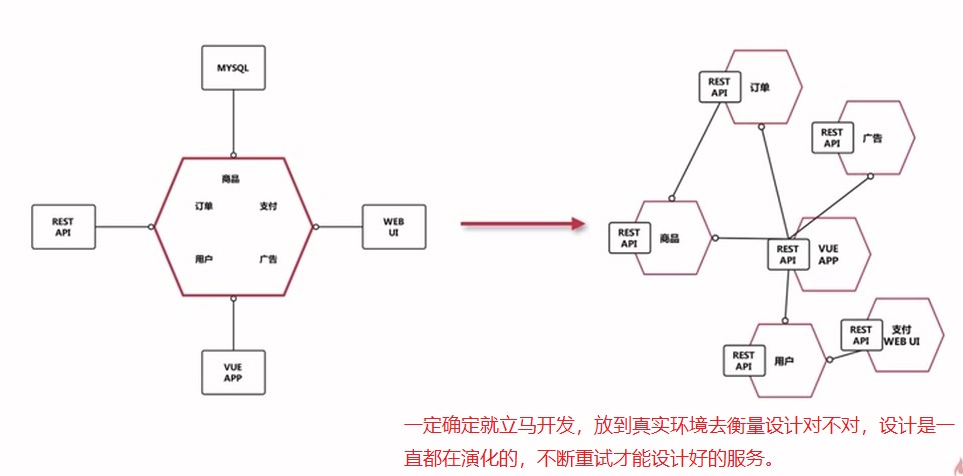 MYSQL
商品
订单
支付
REST
API
WEB
UI
用户
广告
VUE
APP
REST
API
订单
REST
API
广告
REST
API
商品
REST
API
VUE
APP
REST
API
用户
REST
API
支付
WEB UI
一定确定就立马开发，放到真实环境去衡量设计对不对，设计是一
直都在演化的，不断重试才能设计好的服务。